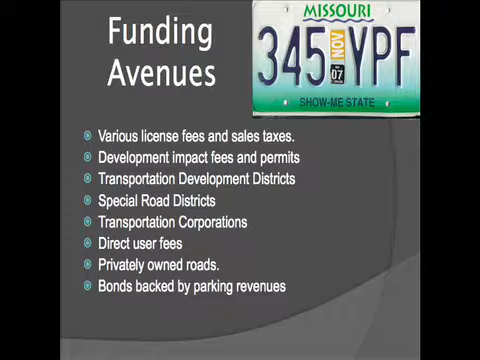 Funding
Avenues
MISSOURI
345 NOV 07 YPF
SHOW-ME STATE
Various license fees and sales taxes.
Development impact fees and permits
Transportation Development Districts
Special Road Districts
Transportation Corporations
Direct user fees
Privately owned roads.
Bonds backed by parking revenues